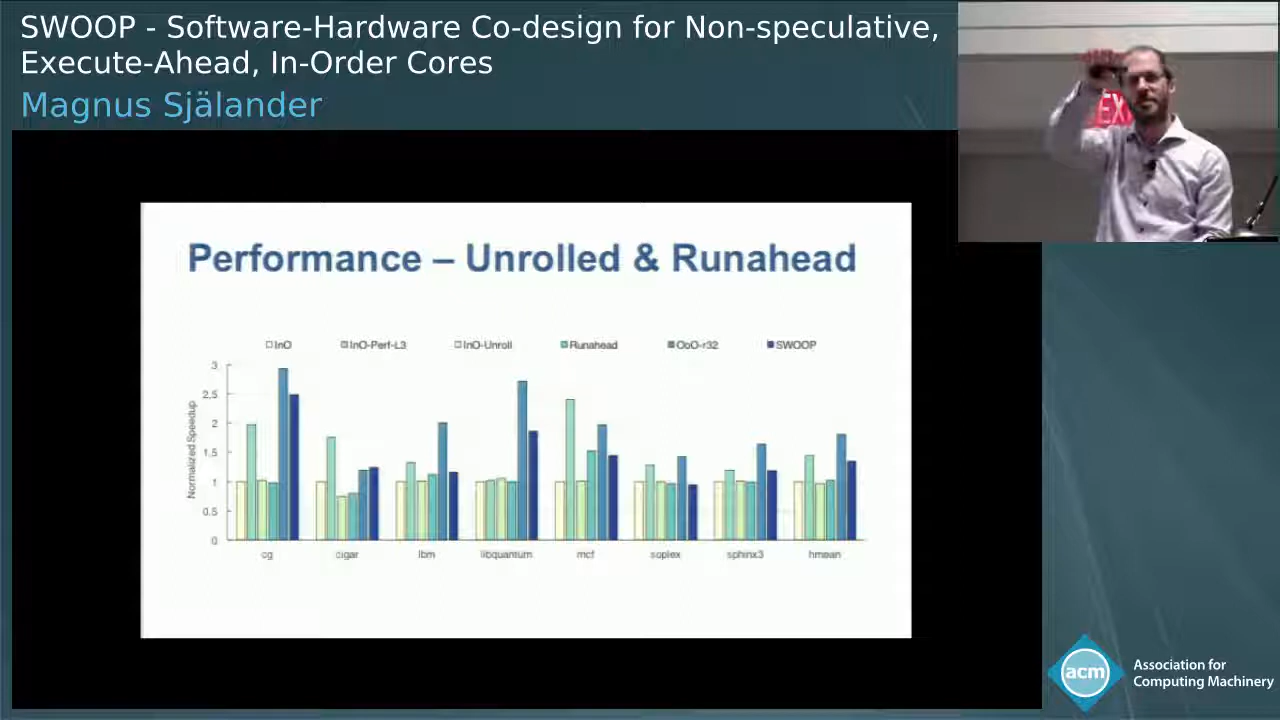 SWOOP - Software-Hardware Co-design for Non-speculative,
Execute-Ahead, In-Order Cores
Magnus Själander
EXI
Performance – Unrolled & Runahead
InO InO-Perf-L3 InO-Unroll Runahead OoO-r32 SWOOP
Normalized Speedup
3
2.5
2
1.5
1
0.5
0
cg cigar lbm libquantum mcf soplex sphinx3 hmean
acm
Association for
Computing Machinery